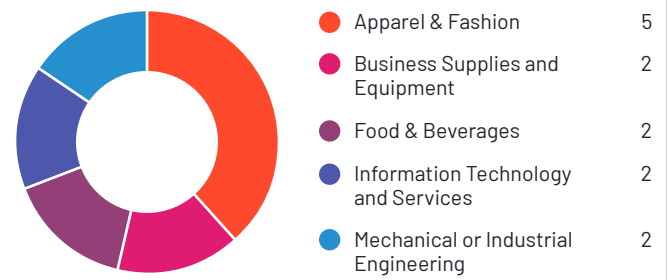 Apparel & Fashion 5
Business Supplies and 2
Equipment
Food & Beverages 2
Information Technology 2
and Services
Mechanical or Industrial 2
Engineering